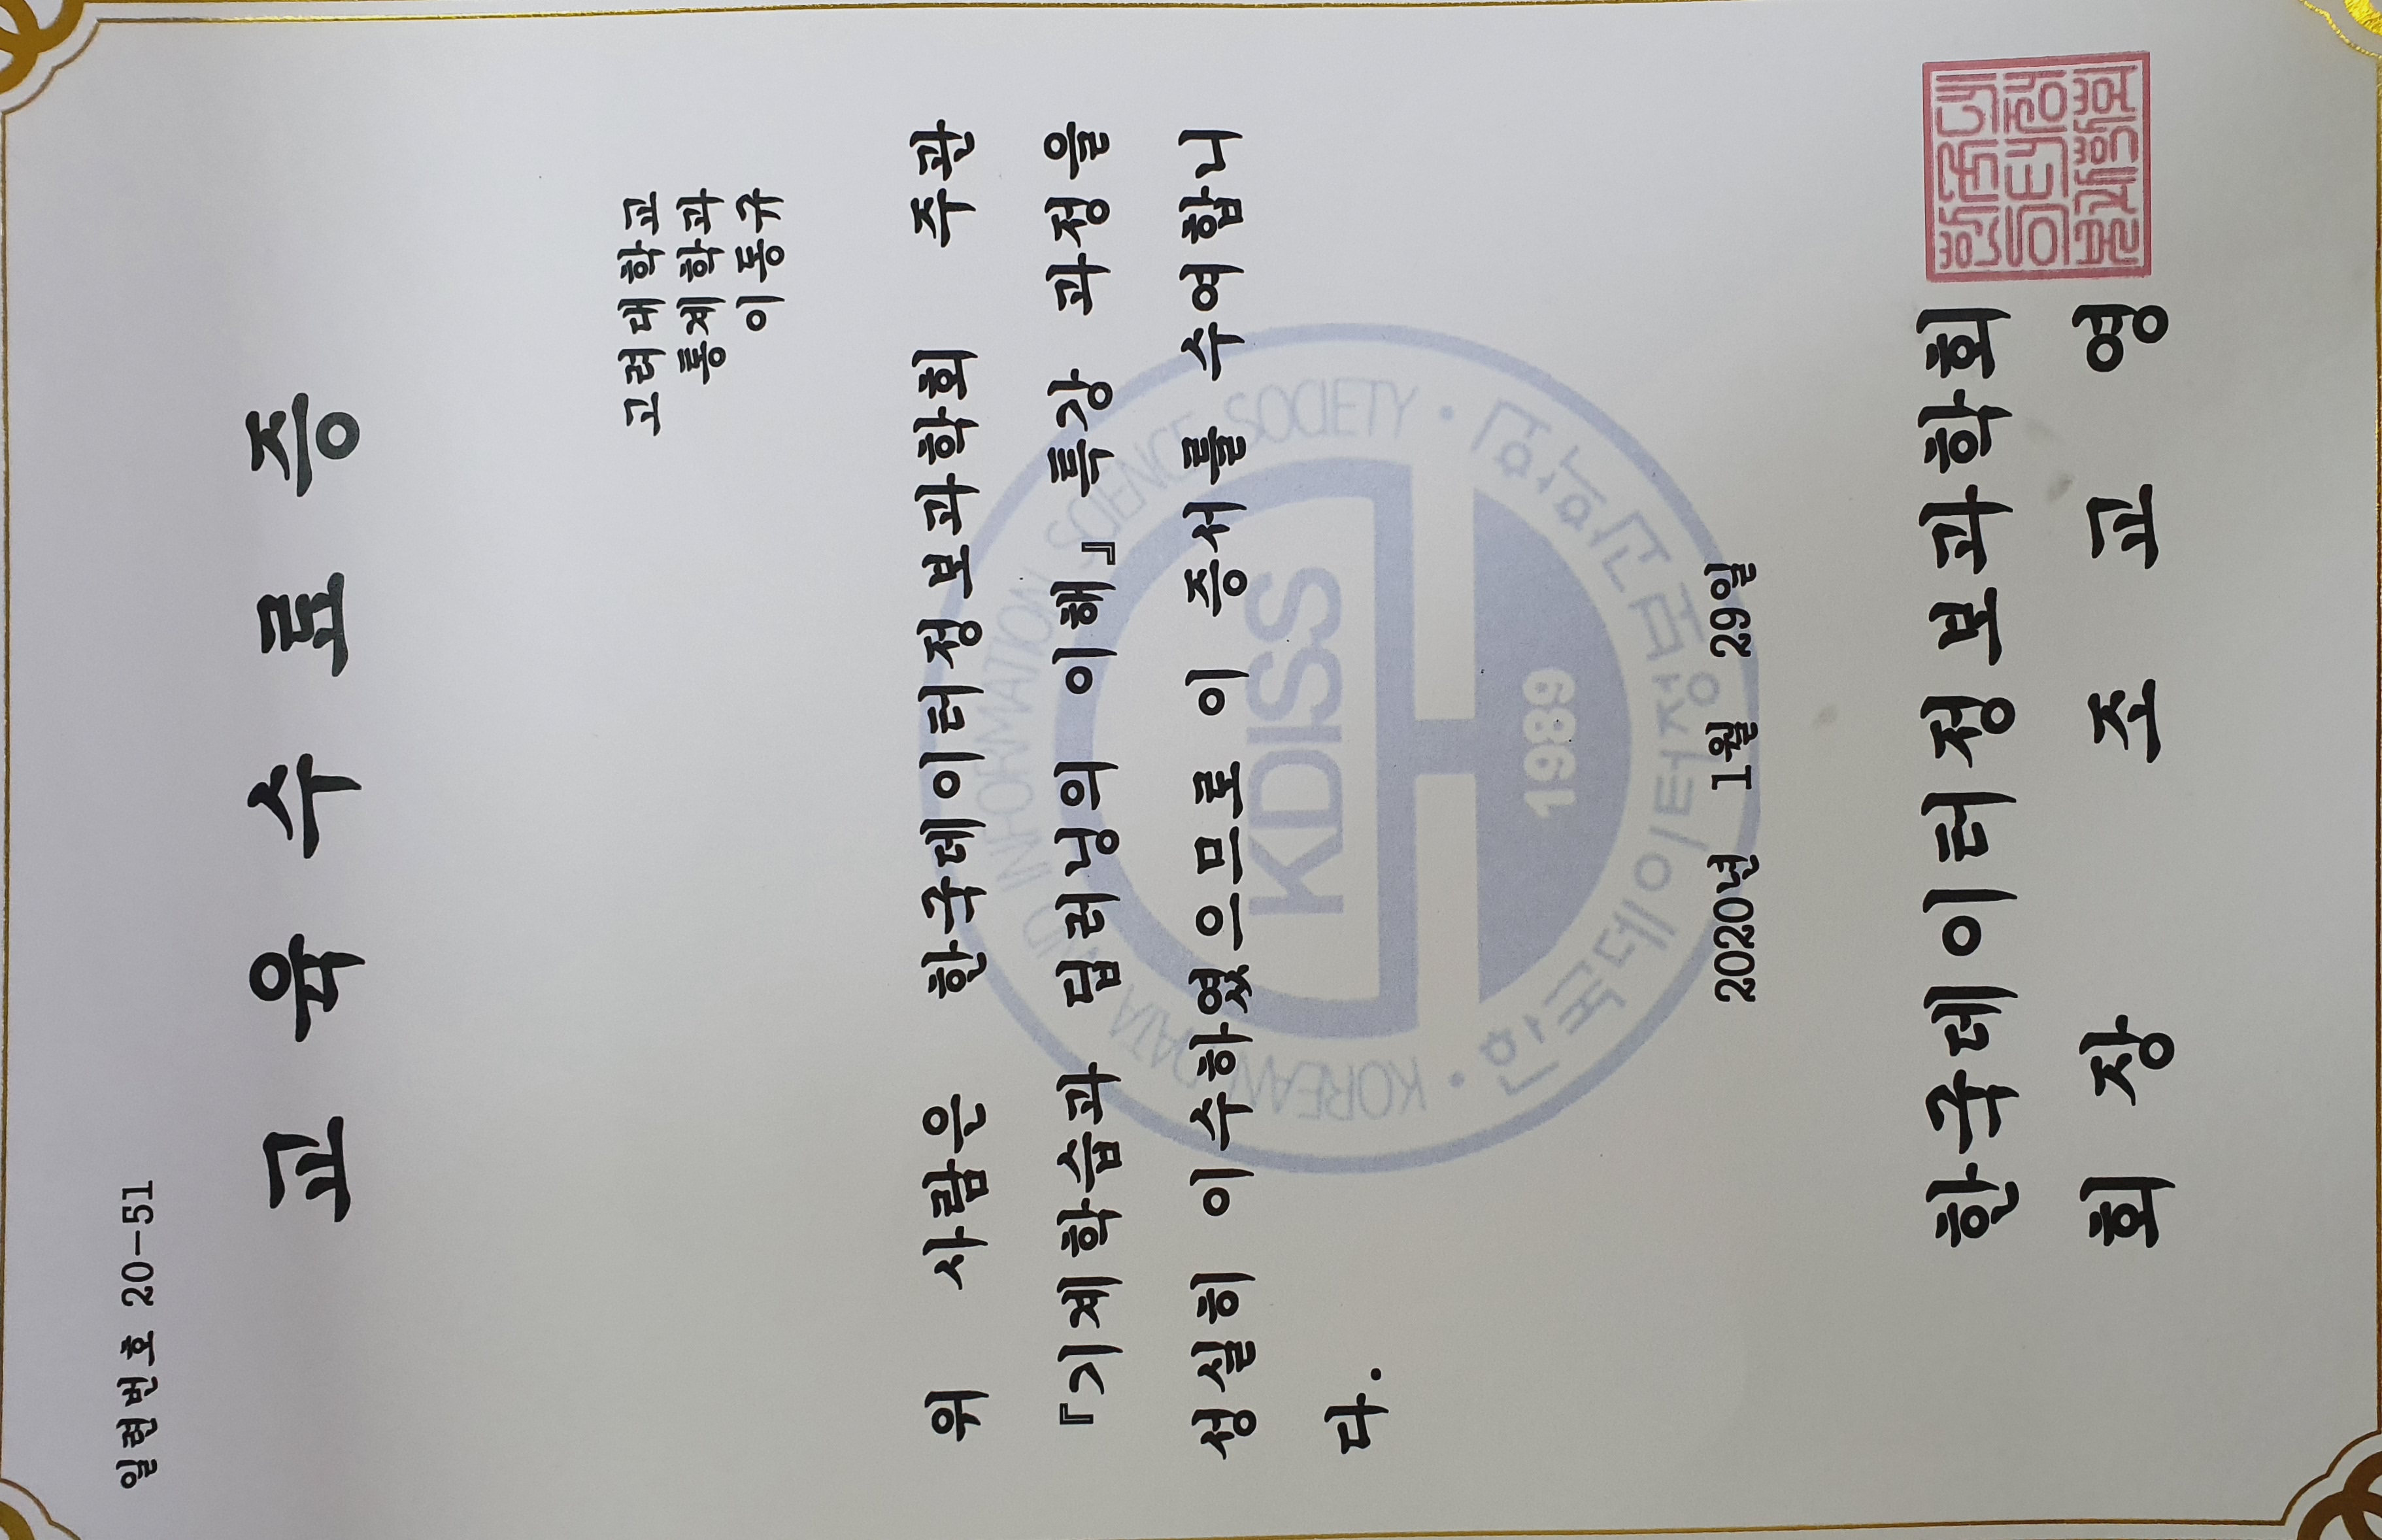 일련번호 20-51
교 육 수 료 증
고려대학교
통계학과
이동규
위 사람은 한국데이터정보과학회 주관
『기계학습과 딥러닝의 이해』 특강 과정을
성실히 이수하였으므로 이 증서를 수여합니
다.
KOREAN DATA AND INFORMATION SCIENCE SOCIETY
KDISS
1989
한국데이터정보과학회
2020년 1월 29일
한국데이터정보과학회
회 장 조 교 영
한국데
이터정
보과학회